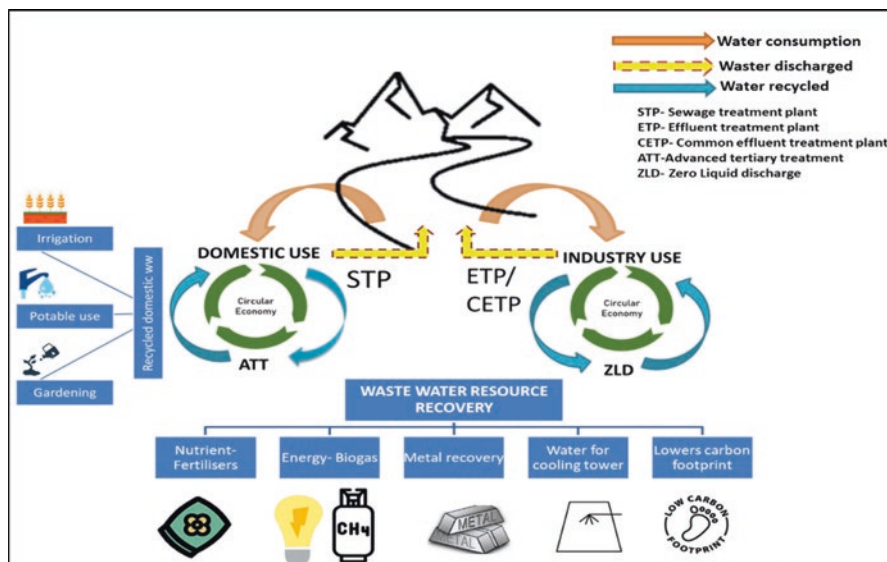 Water consumption
Waster discharged
Water recycled
STP- Sewage treatment plant
ETP- Effluent treatment plant
CETP- Common effluent treatment plant
ATT-Advanced tertiary treatment
ZLD- Zero Liquid discharge
Irrigation
Potable use
Gardening
Recycled domestic ww
DOMESTIC USE
STP
ETP/
CETP
INDUSTRY USE
Circular
Economy
ATT
Circular
Economy
ZLD
WASTE WATER RESOURCE
RECOVERY
Nutrient-
Fertilisers
Energy- Biogas
Metal recovery
Water for
cooling tower
Lowers carbon
footprint
CH4
METAL
METAL
LOW CARBON
FOOTPRINT